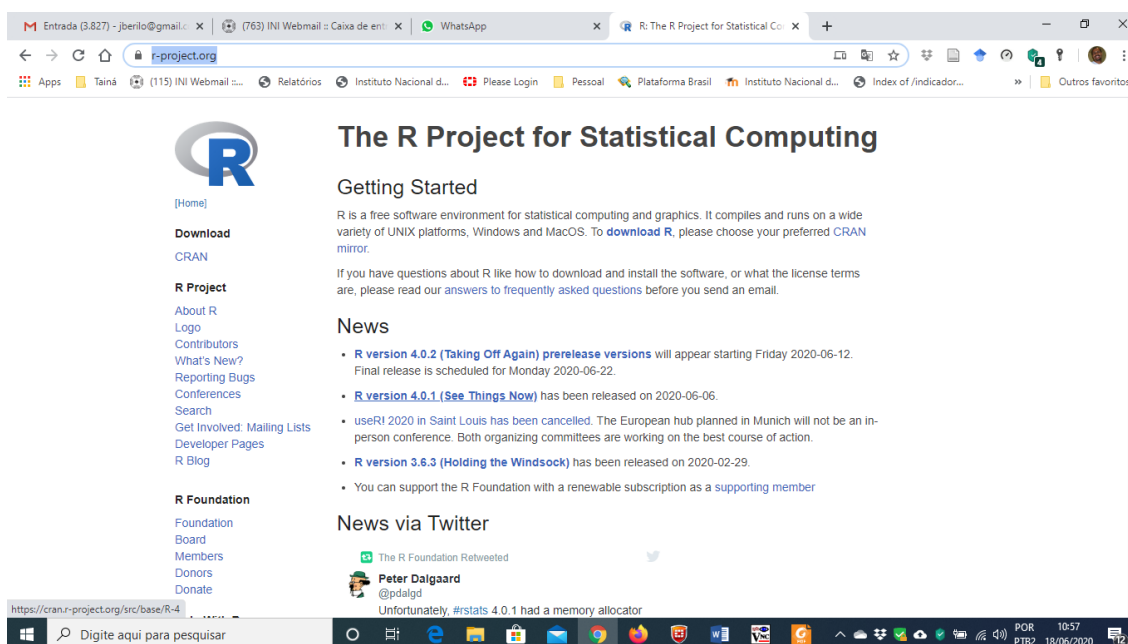 Entrada (3.827) - jberilo@gmail.c
(763) INI Webmail :: Caixa de ent
WhatsApp
R: The R Project for Statistical Co
r-project.org
4
Apps Tainá (115) INI Webmail ::... Relatórios Instituto Nacional d... Please Login Pessoal Plataforma Brasil Instituto Nacional d... Index of /indicador... » Outros favoritos
R
The R Project for Statistical Computing
[Home]
Download
CRAN
R Project
About R
Logo
Contributors
What's New?
Reporting Bugs
Conferences
Search
Get Involved: Mailing Lists
Developer Pages
R Blog
R Foundation
Foundation
Board
Members
Donors
Donate
Getting Started
R is a free software environment for statistical computing and graphics. It compiles and runs on a wide
variety of UNIX platforms, Windows and MacOS. To download R, please choose your preferred CRAN
mirror.
If you have questions about R like how to download and install the software, or what the license terms
are, please read our answers to frequently asked questions before you send an email.
News
• R version 4.0.2 (Taking Off Again) prerelease versions will appear starting Friday 2020-06-12.
Final release is scheduled for Monday 2020-06-22.
• R version 4.0.1 (See Things Now) has been released on 2020-06-06.
• useR! 2020 in Saint Louis has been cancelled. The European hub planned in Munich will not be an in-
person conference. Both organizing committees are working on the best course of action.
• R version 3.6.3 (Holding the Windsock) has been released on 2020-02-29.
• You can support the R Foundation with a renewable subscription as a supporting member
News via Twitter
The R Foundation Retweeted
Peter Dalgaard
@pdalgd
Unfortunately, #rstats 4.0.1 had a memory allocator
https://cran.r-project.org/src/base/R-4
Digite aqui para pesquisar
POR
PTB2
10:57
18/06/2020